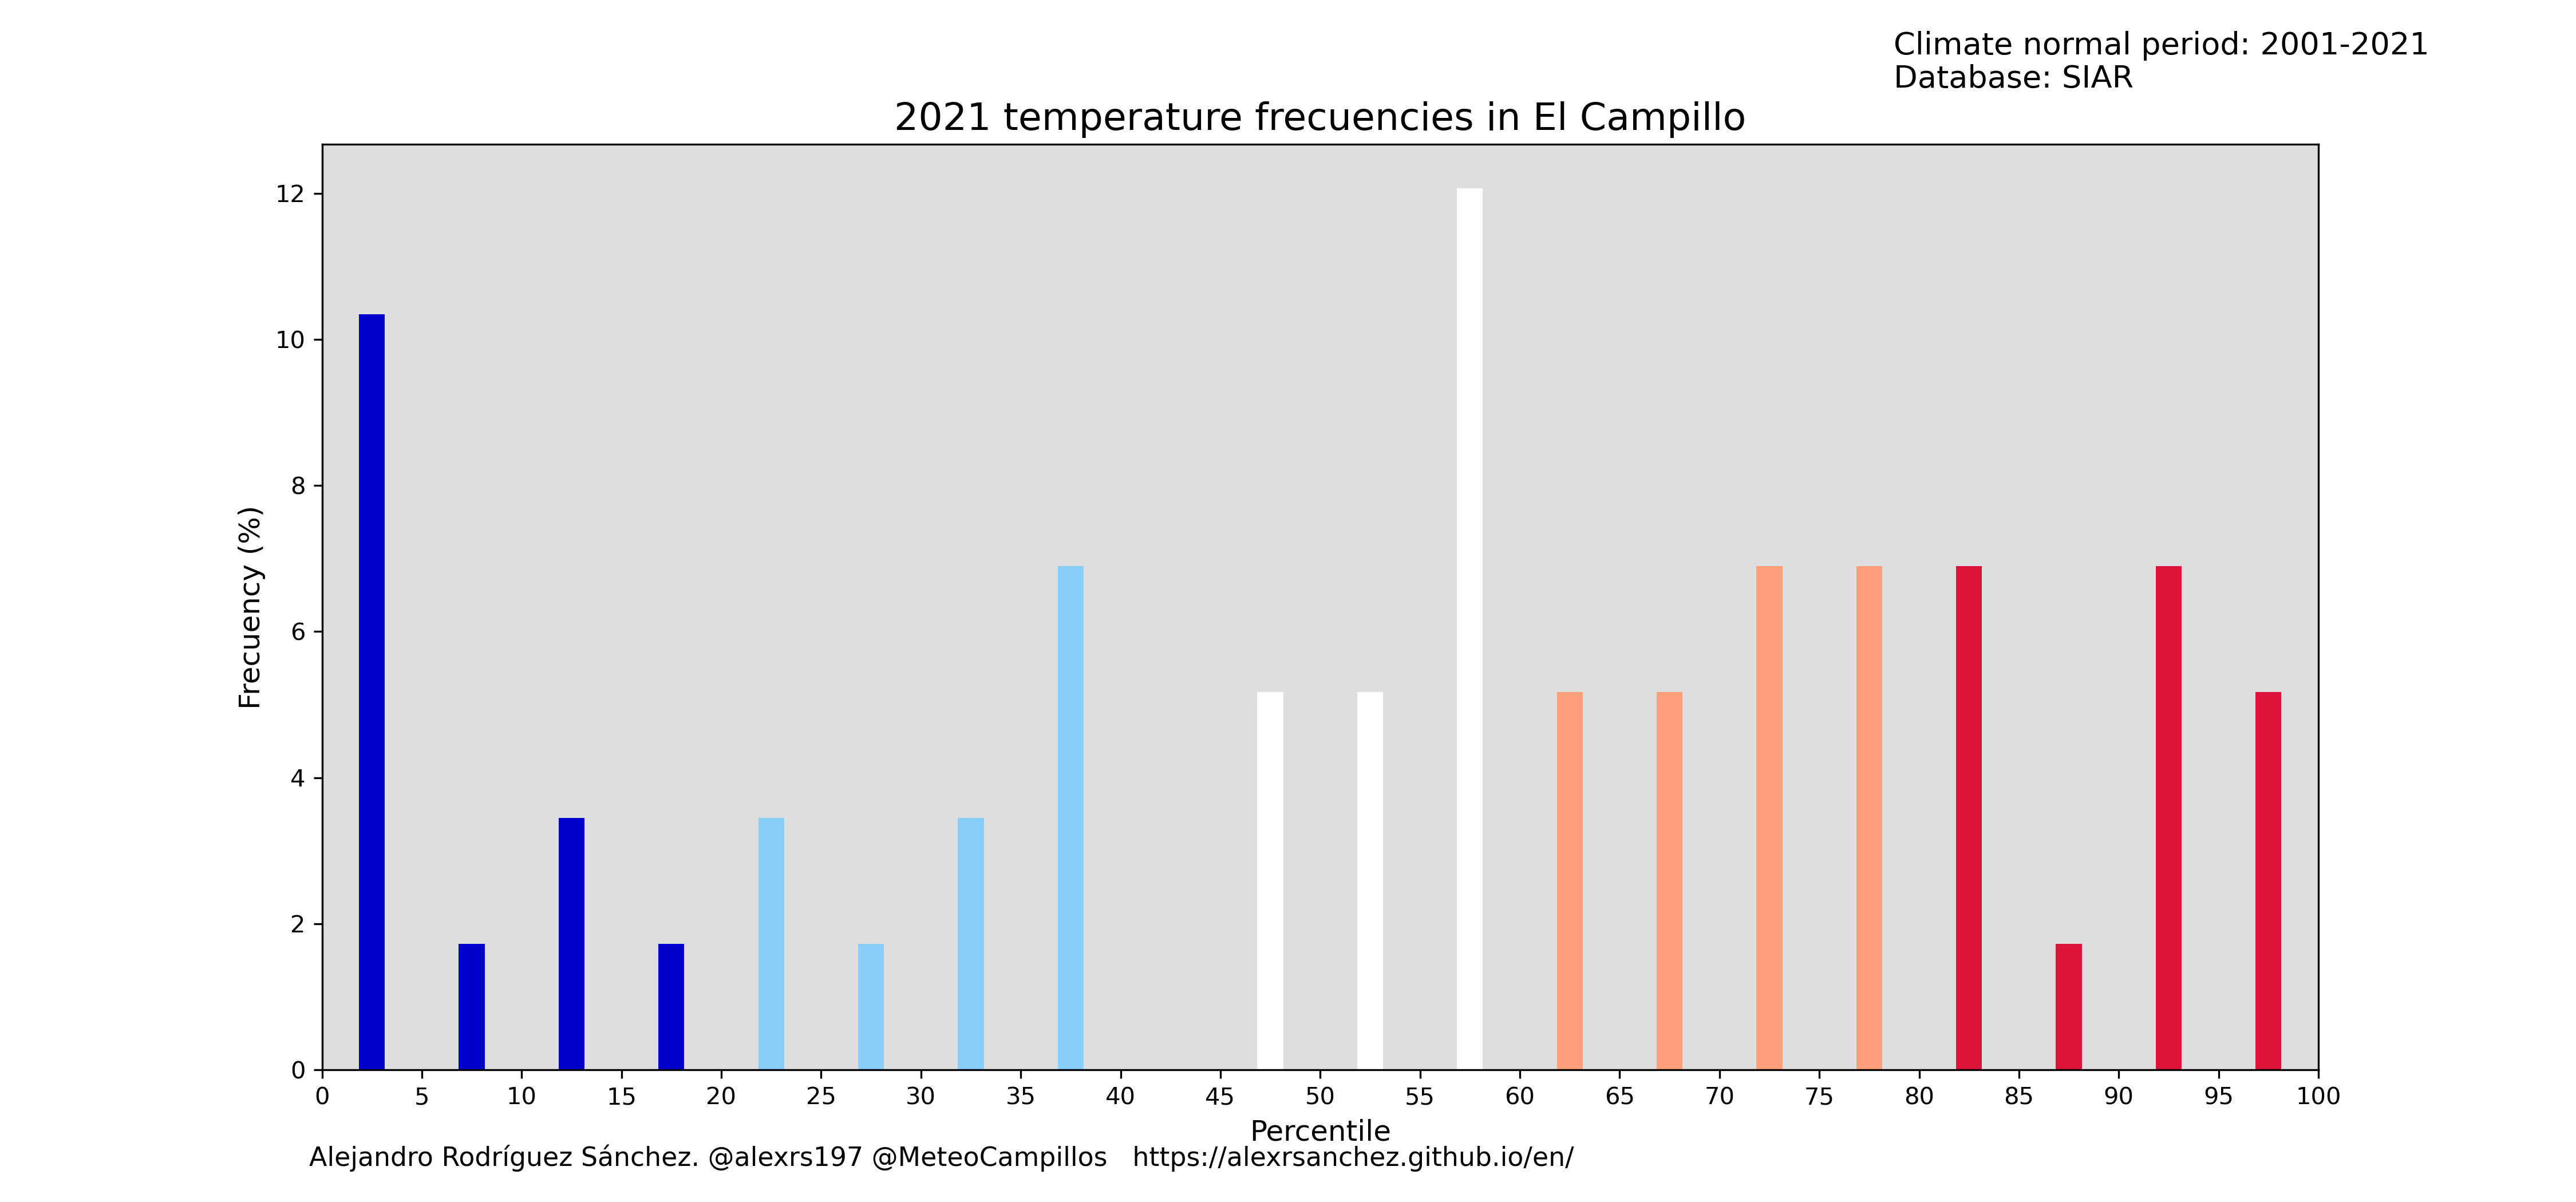 Climate normal period: 2001-2021
Database: SIAR
2021 temperature frecuencies in El Campillo
12
10
8
6
4
2
0
Frecuency (%)
0 5 10 15 20 25 30 35 40 45 50 55 60 65 70 75 80 85 90 95 100
Percentile
Alejandro Rodríguez Sánchez. @alexrs197 @MeteoCampillos https://alexrsanchez.github.io/en/